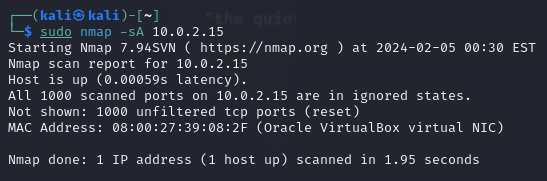 "the quiet
┌──(kali㉿kali)-[~]
└─$ sudo nmap -sA 10.0.2.15
Starting Nmap 7.94SVN ( https://nmap.org ) at 2024-02-05 00:30 EST
Nmap scan report for 10.0.2.15
Host is up (0.00059s latency).
All 1000 scanned ports on 10.0.2.15 are in ignored states.
Not shown: 1000 unfiltered tcp ports (reset)
MAC Address: 08:00:27:39:08:2F (Oracle VirtualBox virtual NIC)
Nmap done: 1 IP address (1 host up) scanned in 1.95 seconds